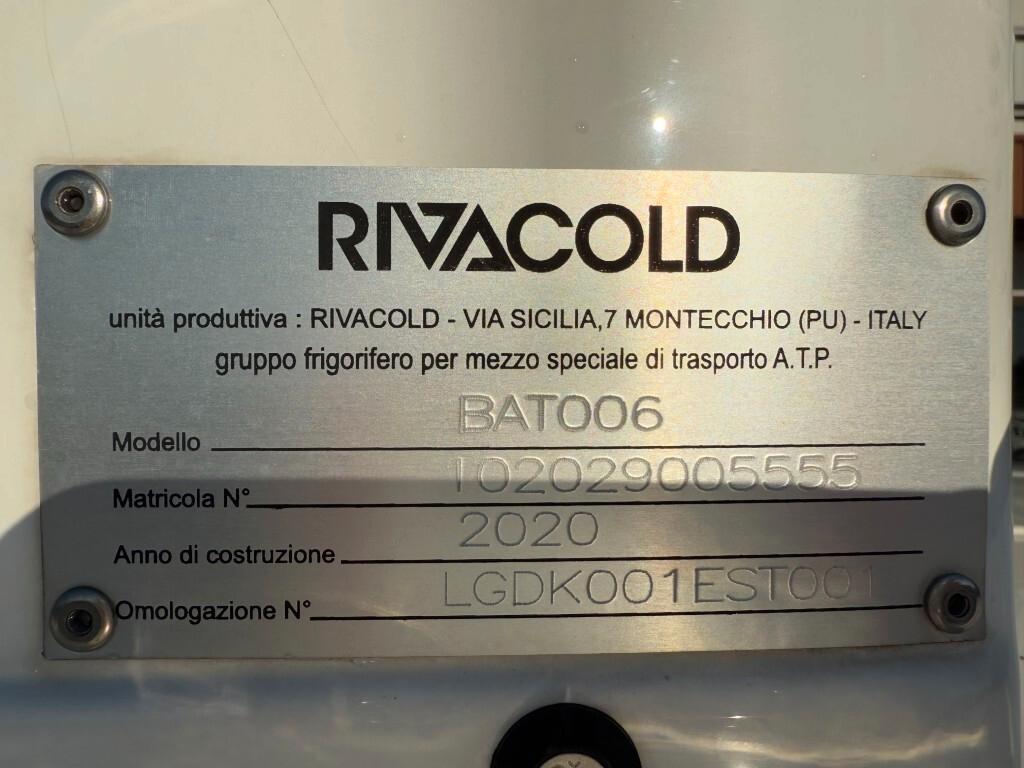 RIVACOLD
unità produttiva : RIVACOLD - VIA SICILIA,7 MONTECCHIO (PU) - ITALY
gruppo frigorifero per mezzo speciale di trasporto A.T.P.
Modello BAT006
Matricola N° 102029005555
Anno di costruzione 2020
Omologazione N° LGDK001EST001